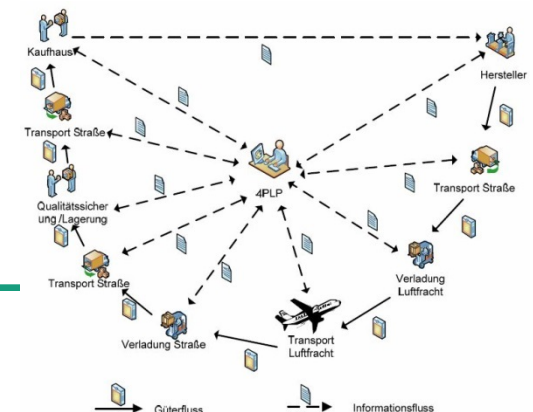 Kaufhaus
Hersteller
Transport Straße
Transport Straße
4PLP
Qualitätssicher
ung /Lagerung
Verladung
Luftfracht
Transport Straße
Transport
Luftfracht
Verladung Straße
Güterfluss
Informationsfluss